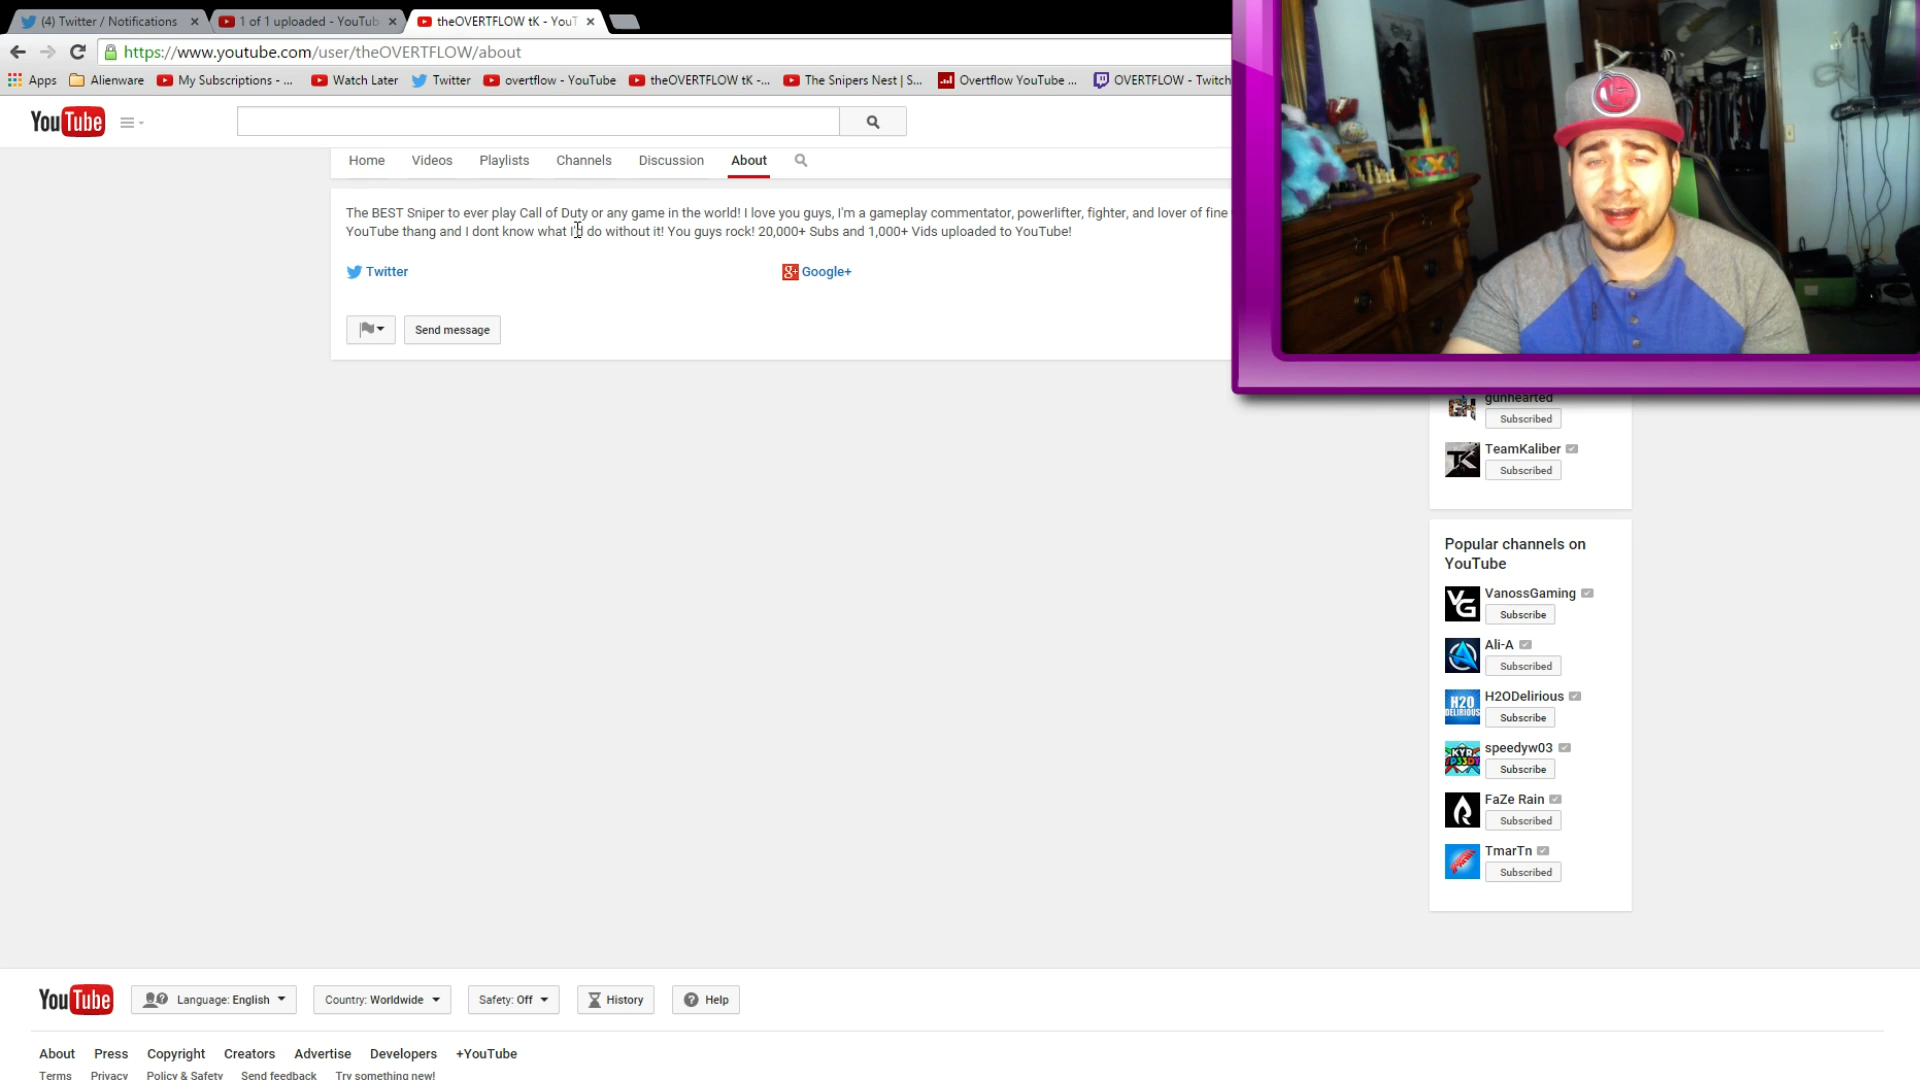 (4) Twitter / Notifications
1 of 1 uploaded - YouTub
theOVERTFLOW tK - YouT
https://www.youtube.com/user/theOVERTFLOW/about
Apps
Alienware
My Subscriptions - ...
Watch Later
Twitter
overtflow - YouTube
theOVERTFLOW tK -...
The Snipers Nest | S...
Overtflow YouTube ...
OVERTFLOW - Twitch
YouTube
Home
Videos
Playlists
Channels
Discussion
About
The BEST Sniper to ever play Call of Duty or any game in the world! I love you guys, I'm a gameplay commentator, powerlifter, fighter, and lover of fine
YouTube thang and I dont know what I'd do without it! You guys rock! 20,000+ Subs and 1,000+ Vids uploaded to YouTube!
Twitter
Google+
Send message
gunhearted
Subscribed
TeamKaliber
Subscribed
Popular channels on
YouTube
VanossGaming
Subscribe
Ali-A
Subscribed
H2ODelirious
Subscribe
speedyw03
Subscribe
FaZe Rain
Subscribed
TmarTn
Subscribed
YouTube
Language: English
Country: Worldwide
Safety: Off
History
Help
About
Press
Copyright
Creators
Advertise
Developers
+YouTube
Terms
Privacy
Policy & Safety
Send feedback
Try something new!